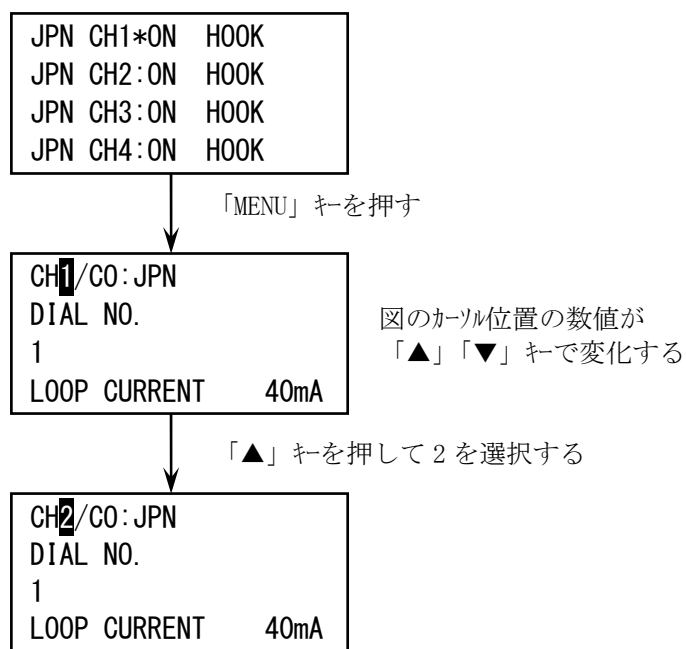 JPN CH1*ON HOOK
JPN CH2:ON HOOK
JPN CH3:ON HOOK
JPN CH4:ON HOOK
「MENU」ｷｰを押す
CH1/CO:JPN
DIAL NO.
1
LOOP CURRENT 40mA
図のｶｰｿﾙ位置の数値が
「▲」「▼」ｷｰで変化する
「▲」ｷｰを押して２を選択する
CH2/CO:JPN
DIAL NO.
1
LOOP CURRENT 40mA